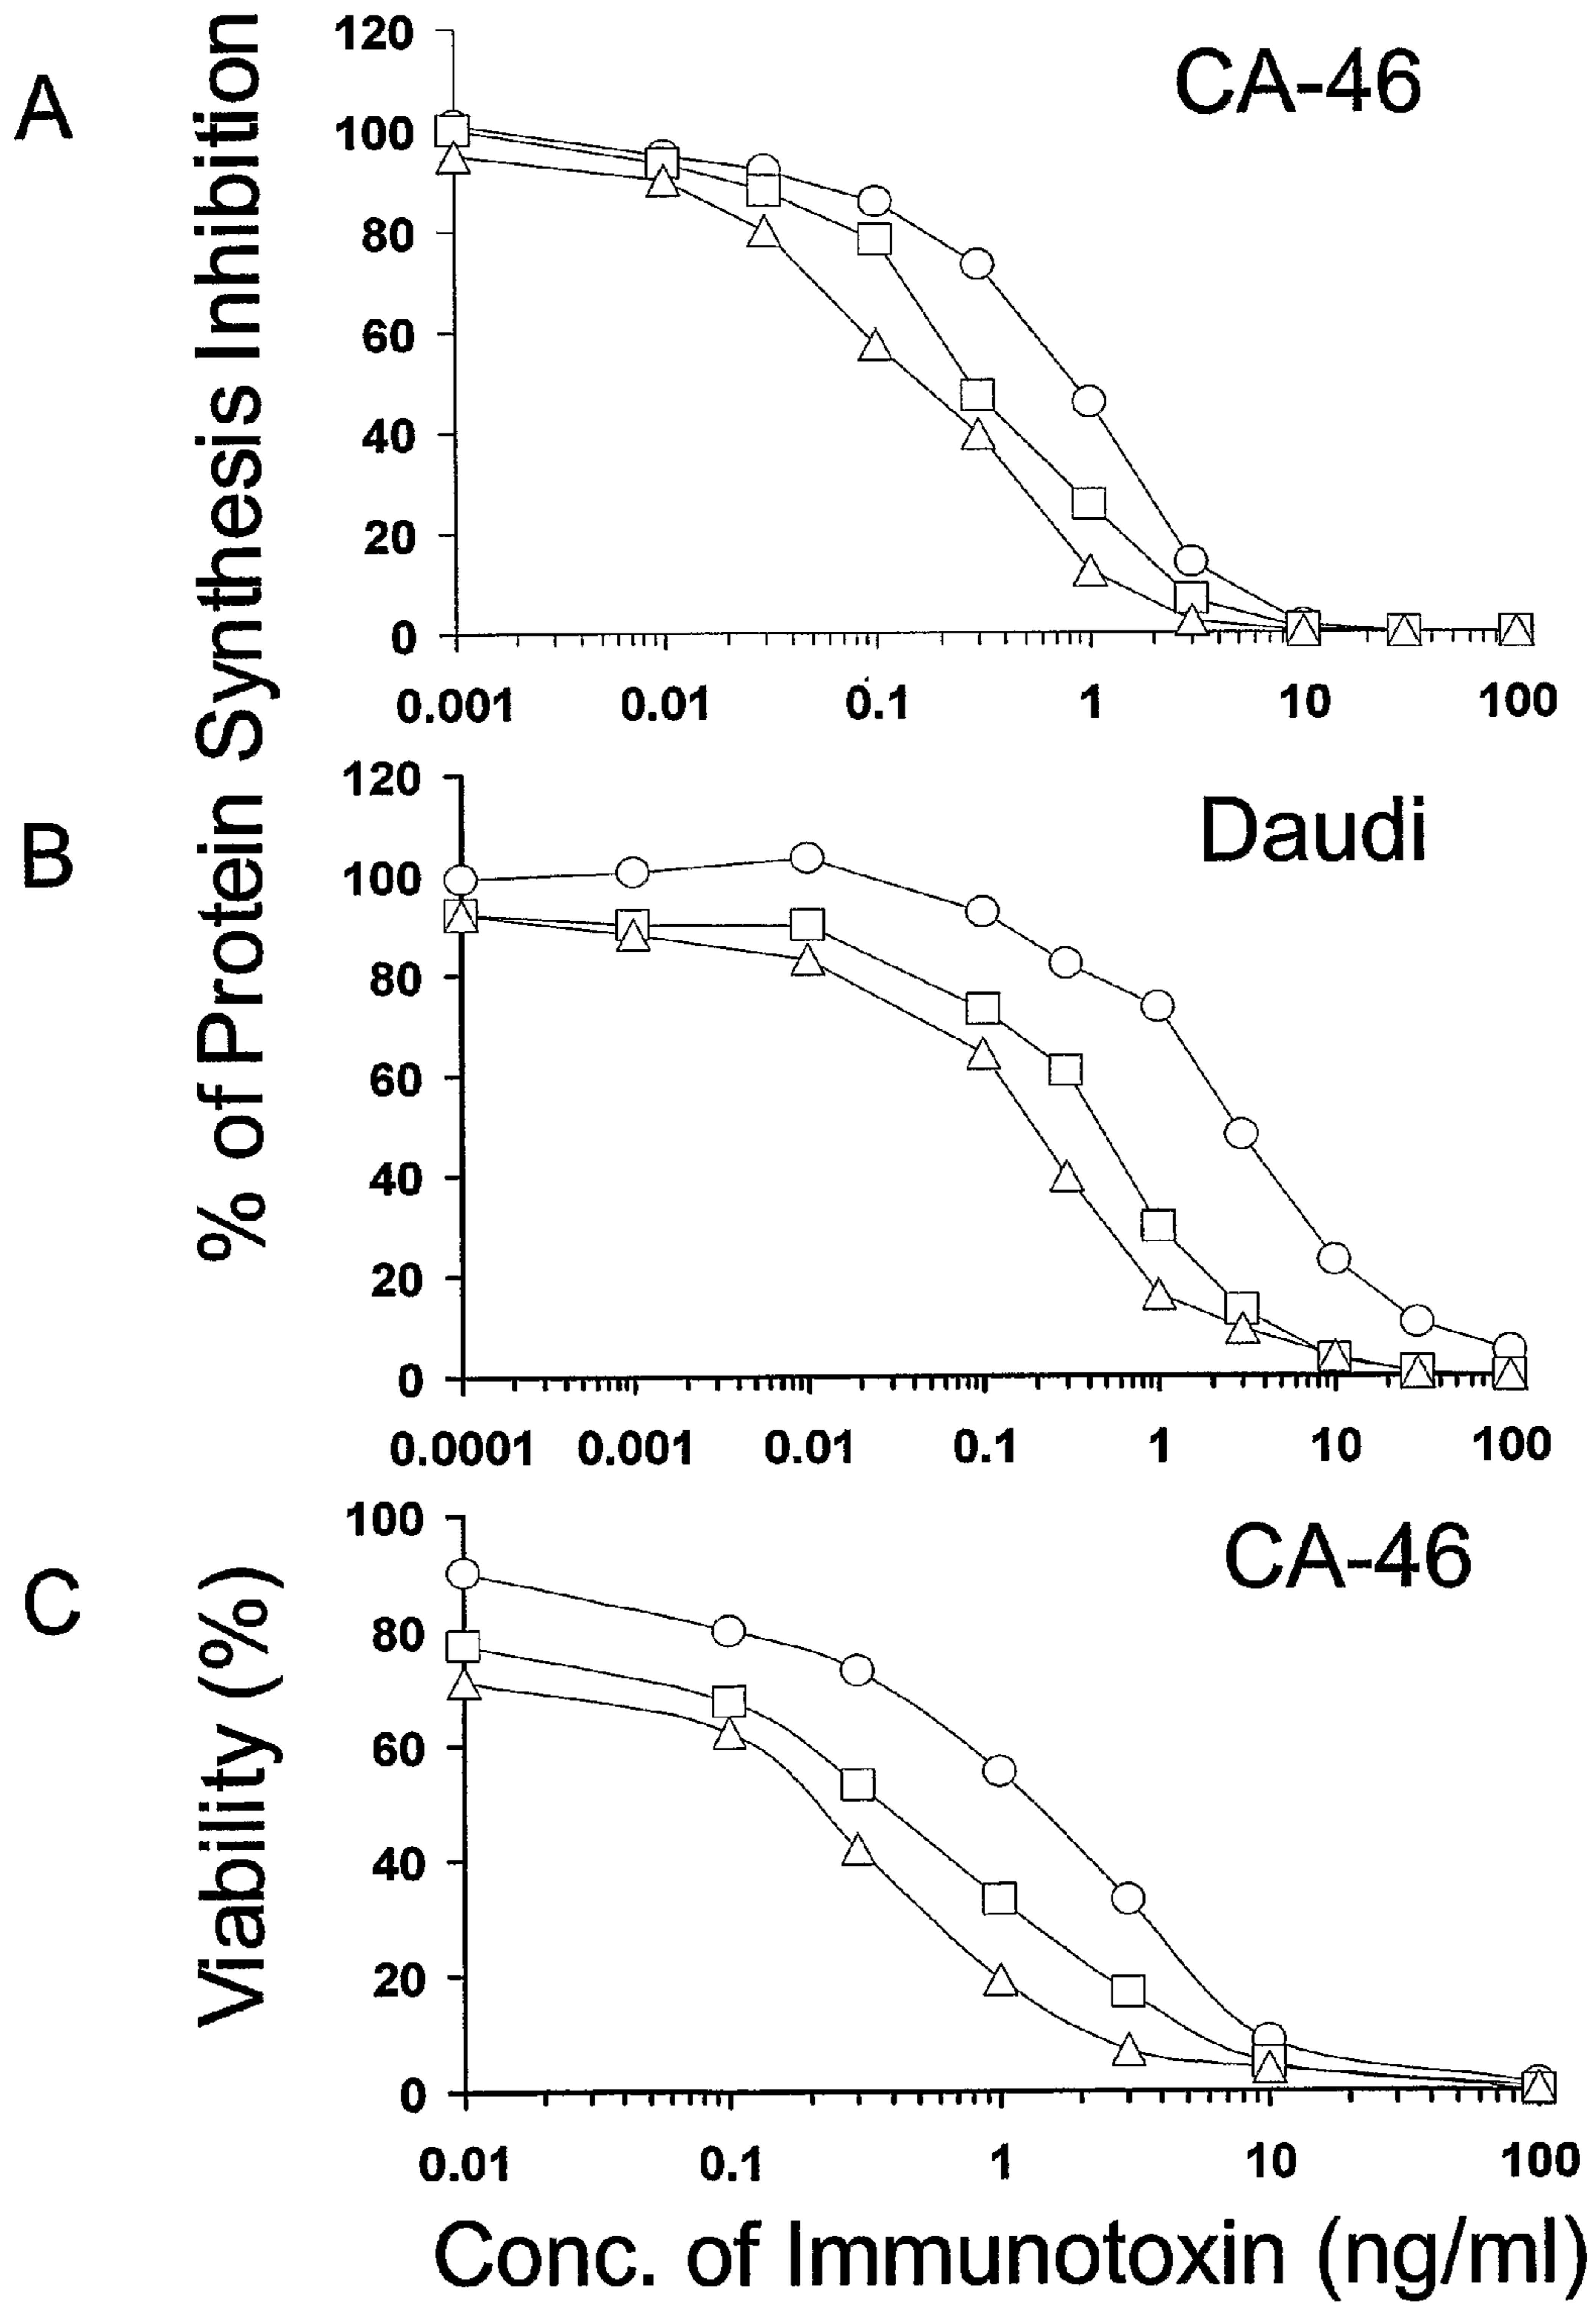 A
% of Protein Synthesis Inhibition
CA-46
120
100
80
60
40
20
0
0.001 0.01 0.1 1 10 100
B
Daudi
120
100
80
60
40
20
0
0.0001 0.001 0.01 0.1 1 10 100
C
Viability (%)
CA-46
100
80
60
40
20
0
0.01 0.1 1 10 100
Conc. of Immunotoxin (ng/ml)